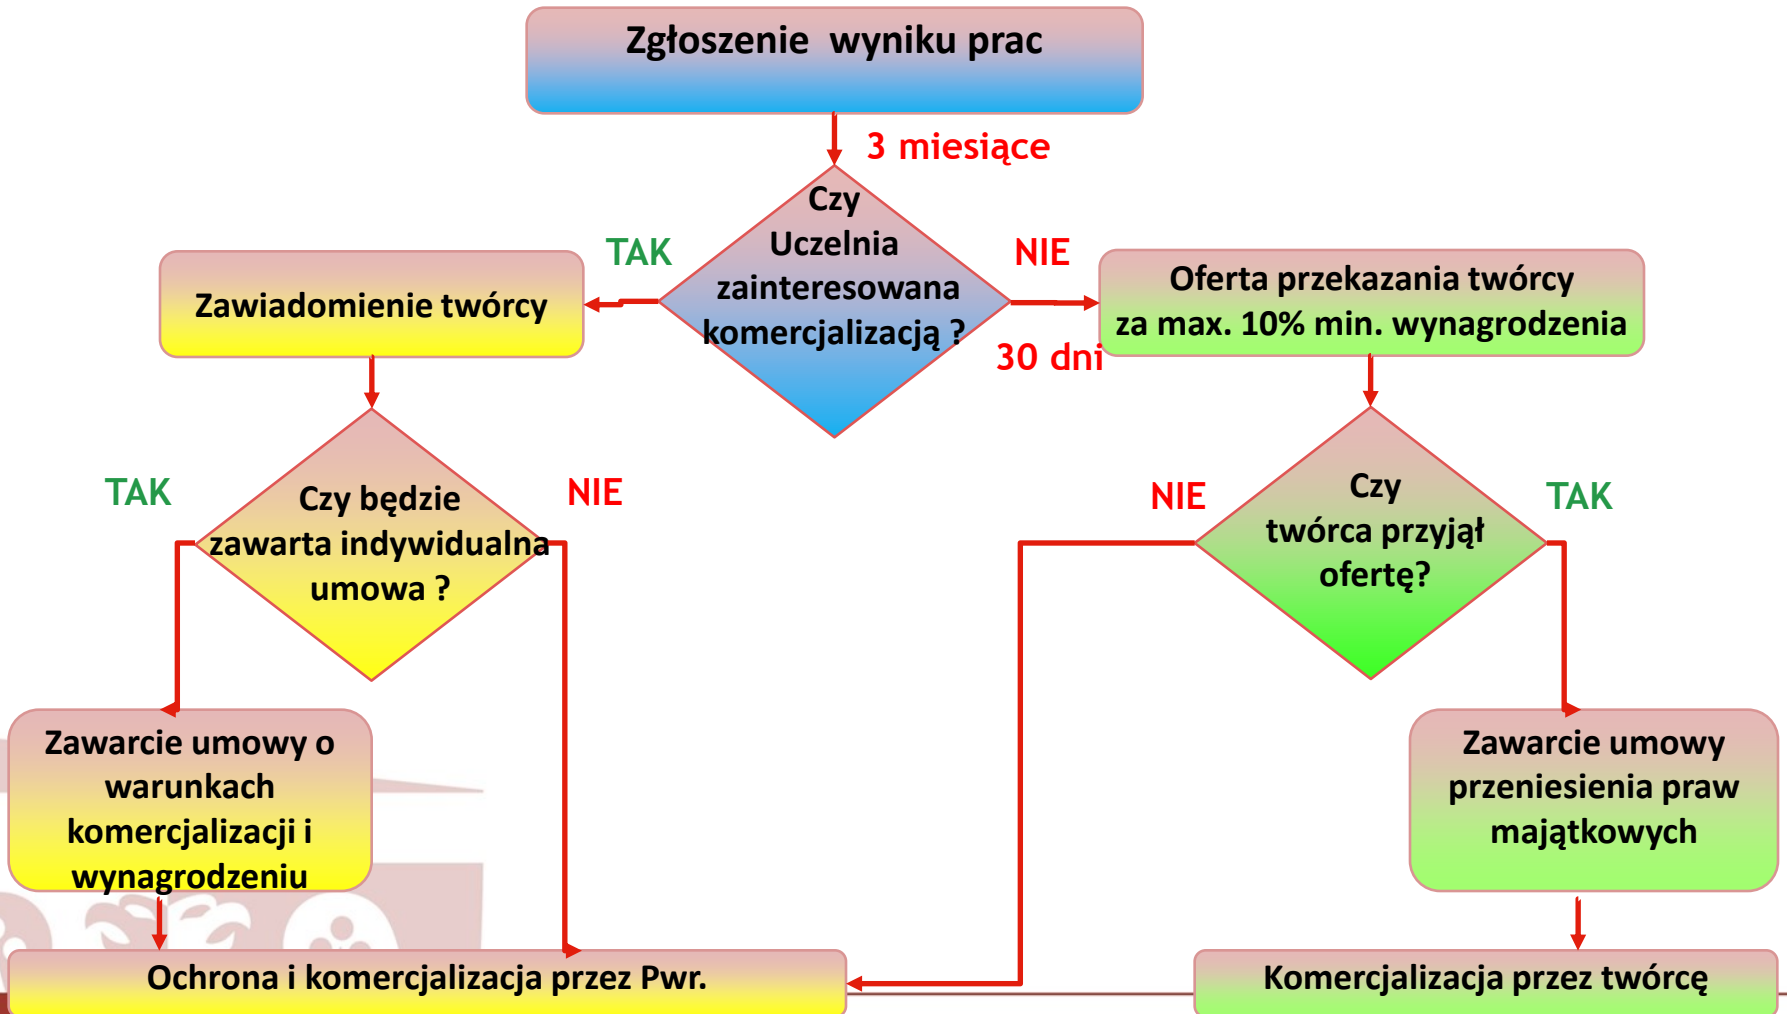 Zgłoszenie wyniku prac
3 miesiące
Czy
Uczelnia
zainteresowana
komercjalizacją ?
TAK
NIE
Zawiadomienie twórcy
Oferta przekazania twórcy
za max. 10% min. wynagrodzenia
30 dni
TAK
Czy będzie
zawarta indywidualna
umowa ?
NIE
NIE
Czy
twórca przyjął
ofertę?
TAK
Zawarcie umowy o
warunkach
komercjalizacji i
wynagrodzeniu
Zawarcie umowy
przeniesienia praw
majątkowych
Ochrona i komercjalizacja przez Pwr.
Komercjalizacja przez twórcę